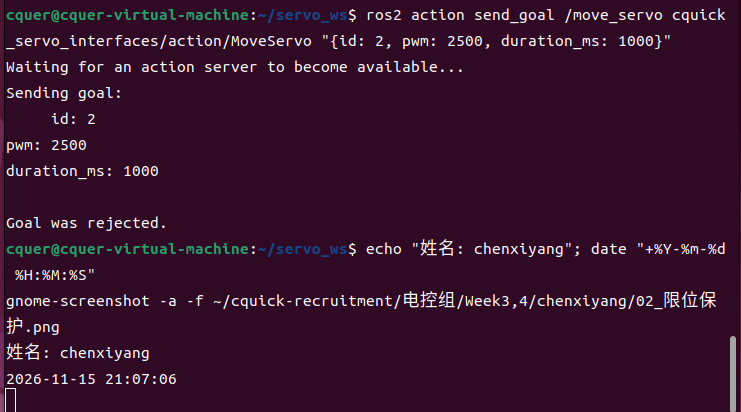 cquer@cquer-virtual-machine:~/servo_ws$ ros2 action send_goal /move_servo cquick
_servo_interfaces/action/MoveServo "{id: 2, pwm: 2500, duration_ms: 1000}"
Waiting for an action server to become available...
Sending goal:
     id: 2
pwm: 2500
duration_ms: 1000

Goal was rejected.
cquer@cquer-virtual-machine:~/servo_ws$ echo "姓名: chenxiyang"; date "+%Y-%m-%d
 %H:%M:%S"
gnome-screenshot -a -f ~/cquick-recruitment/电控组/Week3,4/chenxiyang/02_限位保
护.png
姓名: chenxiyang
2026-11-15 21:07:06